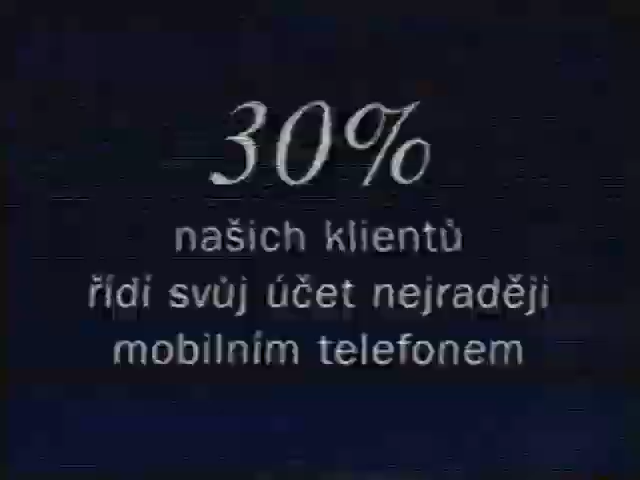 30%
našich klientů
řídí svůj účet nejraději
mobilním telefonem